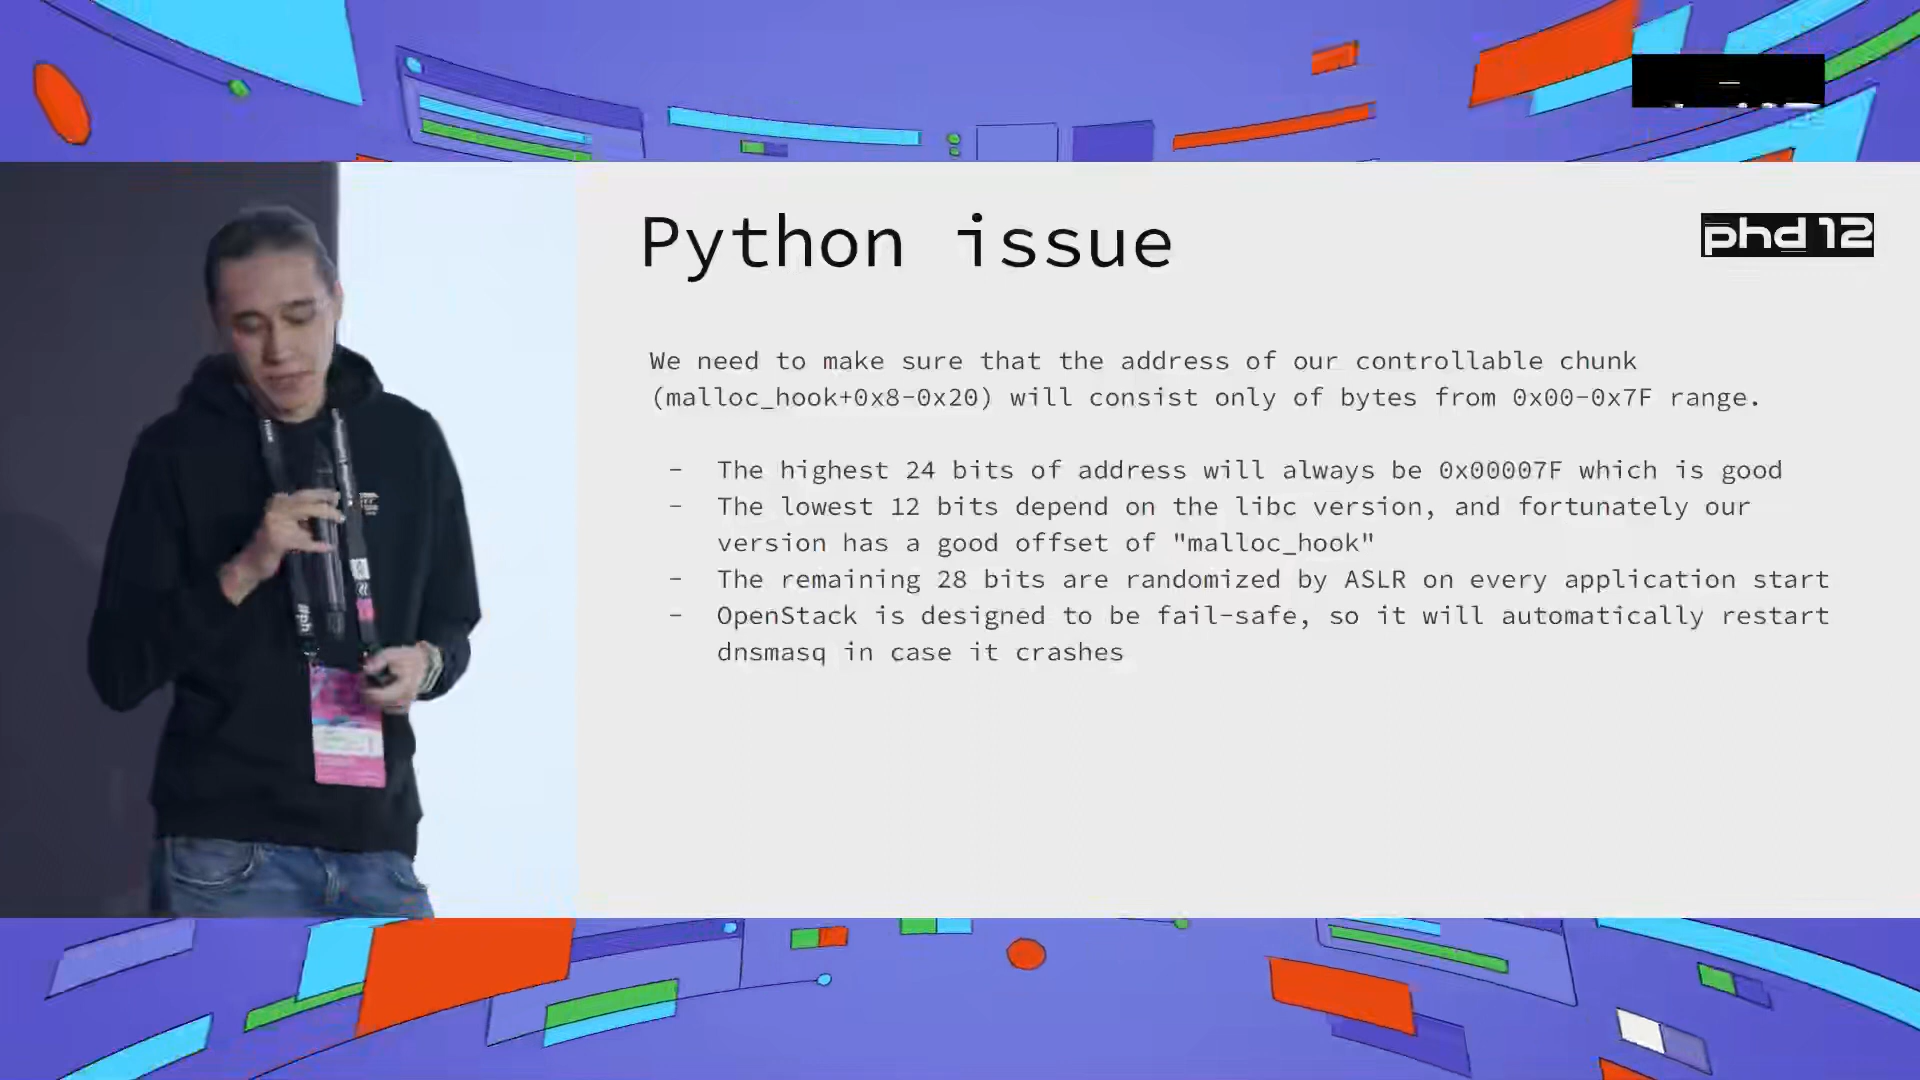 Python issue
phd 12
We need to make sure that the address of our controllable chunk
(malloc_hook+0x8-0x20) will consist only of bytes from 0x00-0x7F range.
- The highest 24 bits of address will always be 0x00007F which is good
- The lowest 12 bits depend on the libc version, and fortunately our
version has a good offset of "malloc_hook"
- The remaining 28 bits are randomized by ASLR on every application start
- OpenStack is designed to be fail-safe, so it will automatically restart
dnsmasq in case it crashes